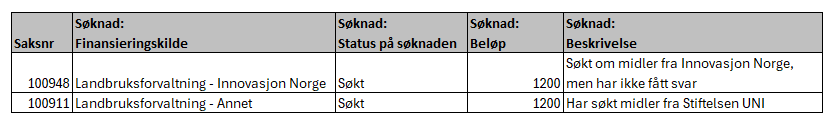 Saksnr Søknad: Finansieringskilde Søknad: Status på søknaden Søknad: Beløp Søknad: Beskrivelse
100948 Landbruksforvaltning - Innovasjon Norge Søkt 1200 Søkt om midler fra Innovasjon Norge, men har ikke fått svar
100911 Landbruksforvaltning - Annet Søkt 1200 Har søkt midler fra Stiftelsen UNI